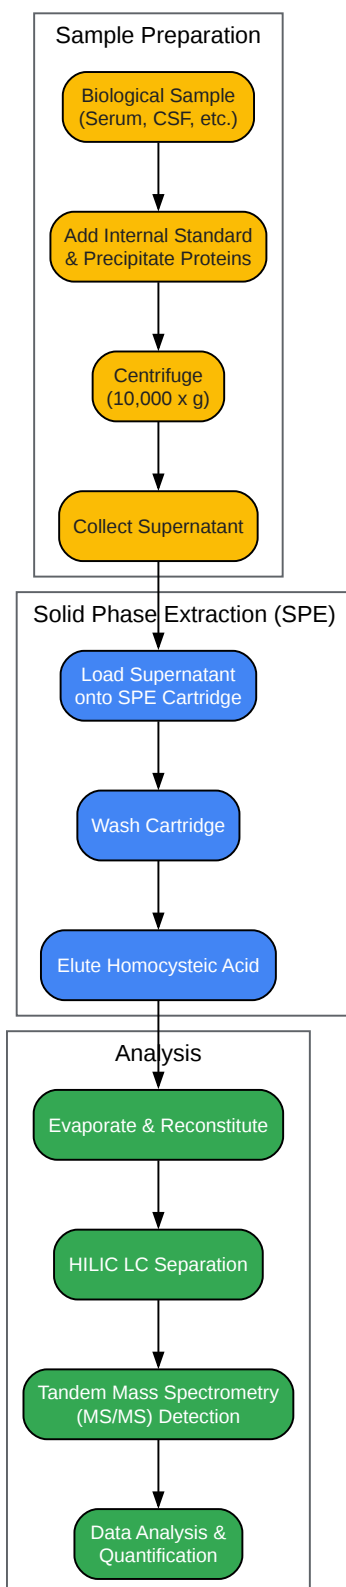 Sample Preparation
Biological Sample
(Serum, CSF, etc.)
Add Internal Standard
& Precipitate Proteins
Centrifuge
(10,000 x g)
Collect Supernatant
Solid Phase Extraction (SPE)
Load Supernatant
onto SPE Cartridge
Wash Cartridge
Elute Homocysteic Acid
Analysis
Evaporate & Reconstitute
HILIC LC Separation
Tandem Mass Spectrometry
(MS/MS) Detection
Data Analysis &
Quantification